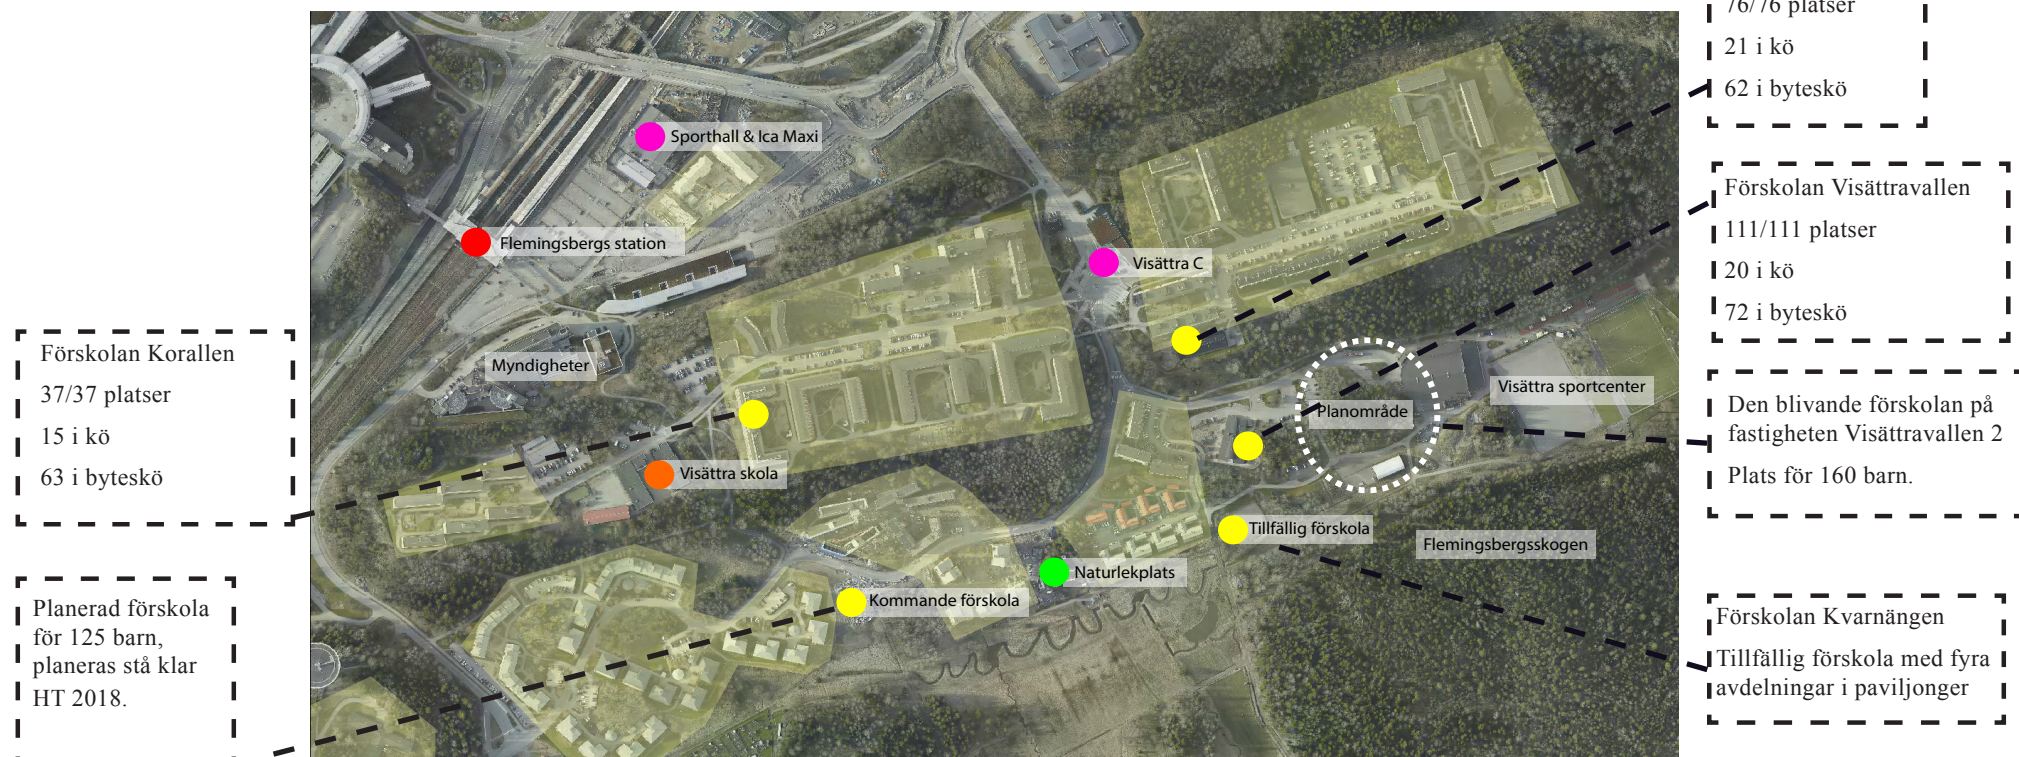 76/76 platser
21 i kö
62 i byteskö
Sporthall & Ica Maxi
Förskolan Visättravallen
111/111 platser
20 i kö
72 i byteskö
Flemingsbergs station
Visättra C
Förskolan Korallen
37/37 platser
15 i kö
63 i byteskö
Myndigheter
Visättra sportcenter
Planområde
Den blivande förskolan på
fastigheten Visättravallen 2
Plats för 160 barn.
Visättra skola
Tillfällig förskola
Flemingsbergsskogen
Naturlekplats
Kommande förskola
Planerad förskola
för 125 barn,
planeras stå klar
HT 2018.
Förskolan Kvarnängen
Tillfällig förskola med fyra
avdelningar i paviljonger